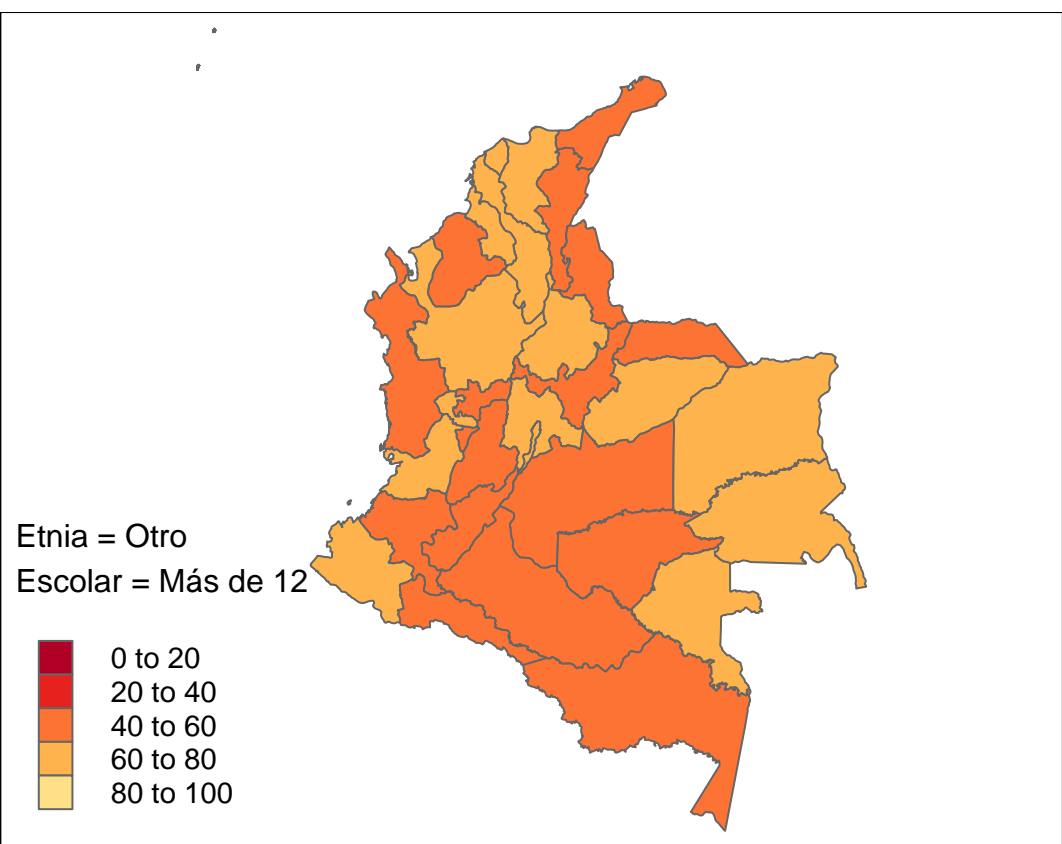 Etnia = Otro
Escolar = Más de 12
0 to 20
20 to 40
40 to 60
60 to 80
80 to 100